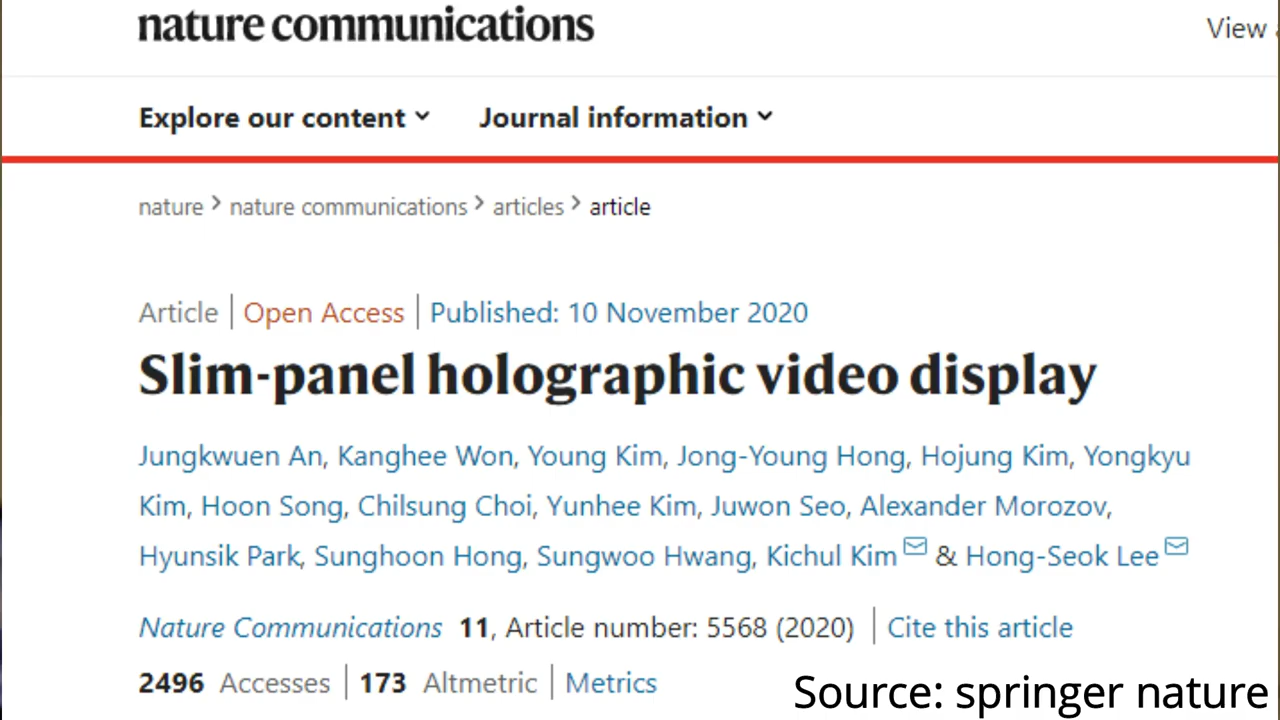 nature communications
View
Explore our content
Journal information
nature > nature communications > articles > article
Article | Open Access | Published: 10 November 2020
Slim-panel holographic video display
Jungkwuen An, Kanghee Won, Young Kim, Jong-Young Hong, Hojung Kim, Yongkyu
Kim, Hoon Song, Chilsung Choi, Yunhee Kim, Juwon Seo, Alexander Morozov,
Hyunsik Park, Sunghoon Hong, Sungwoo Hwang, Kichul Kim & Hong-Seok Lee
Nature Communications 11, Article number: 5568 (2020) | Cite this article
2496 Accesses | 173 Altmetric | Metrics
Source: springer nature